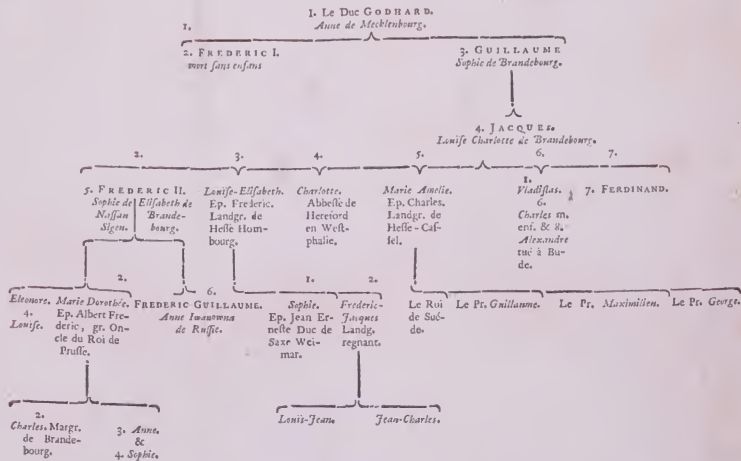 1. Le Duc GODHARD.
1. Anne de Mecklenbourg.
2. FREDERIC I.
mort sans enfans
3. GUILLAUME
Sophie de Brandebourg.
4. JACQUES.
Louise Charlotte de Brandebourg.
2. 3. 4. 5. 6. 7.
5. FREDERIC II.
Sophie de Nassau Sigen.
Elisabeth de Brandebourg.
Louise-Elisabeth.
Ep. Frederic.
Landgr. de
Hesse Hombourg.
Charlotte.
Abbesse de
Hereford
en Westphalie.
Marie Amelie.
Ep. Charles.
Landgr. de
Hesse-Cassel.
1.
Vladislas.
6.
Charles m.
enf. & 8.
Alexandre
tué à Bude.
7. FERDINAND.
Eleonore.
4.
Louise.
2.
Marie Dorothée.
Ep. Albert Frederic,
gr. Oncle
du Roi de
Prusse.
6.
FREDERIC GUILLAUME.
Anne Iwanowna
de Russie.
1.
Sophie.
Ep. Jean Erneste
Duc de
Saxe Weimar.
2.
Frederic-
Jacques
Landg.
regnant.
Le Roi
de Suéde.
Le Pr. Guillaume.
Le Pr. Maximilien.
Le Pr. George.
2.
Charles. Margr.
de Brandebourg.
3. Anne.
&
4. Sophie.
Louis-Jean.
Jean-Charles.